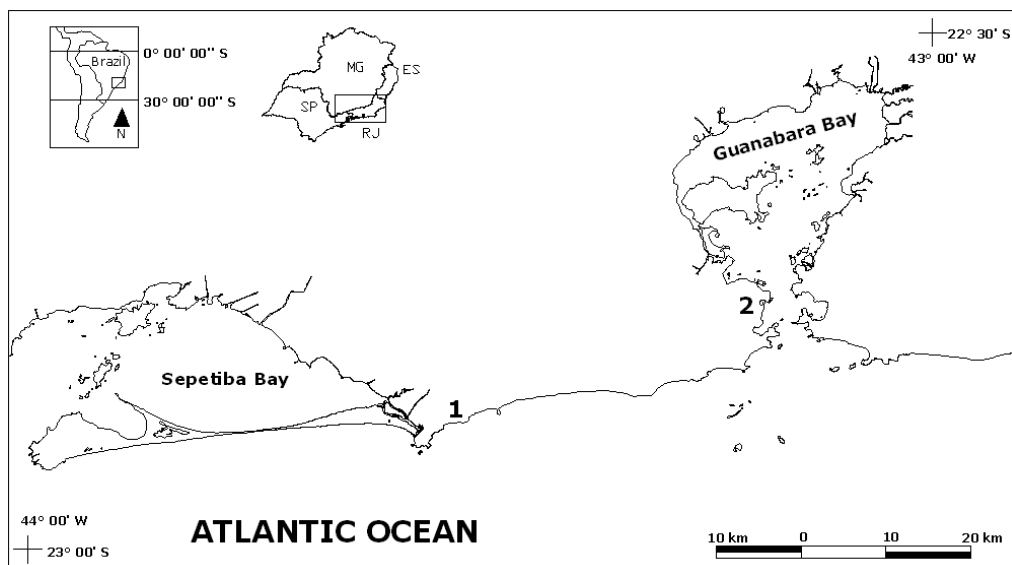 0° 00' 00" S
Brazil
30° 00' 00" S
N
MG
ES
SP
RJ
22° 30' S
43° 00' W
Guanabara Bay
2
Sepetiba Bay
1
44° 00' W
23° 00' S
ATLANTIC OCEAN
10 km 0 10 20 km